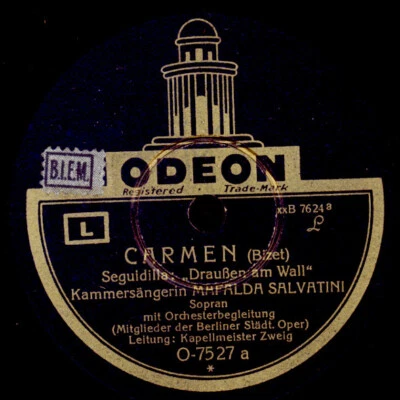 B.I.E.M.
ODEON
Registered · Trade-Mark
L
xxB 7624ª
L
CARMEN (Bizet)
Seguidilla: „Draußen am Wall“
Kammersängerin MAFALDA SALVATINI
Sopran
mit Orchesterbegleitung
(Mitglieder der Berliner Städt. Oper)
Leitung: Kapellmeister Zweig
O-7527 a
*